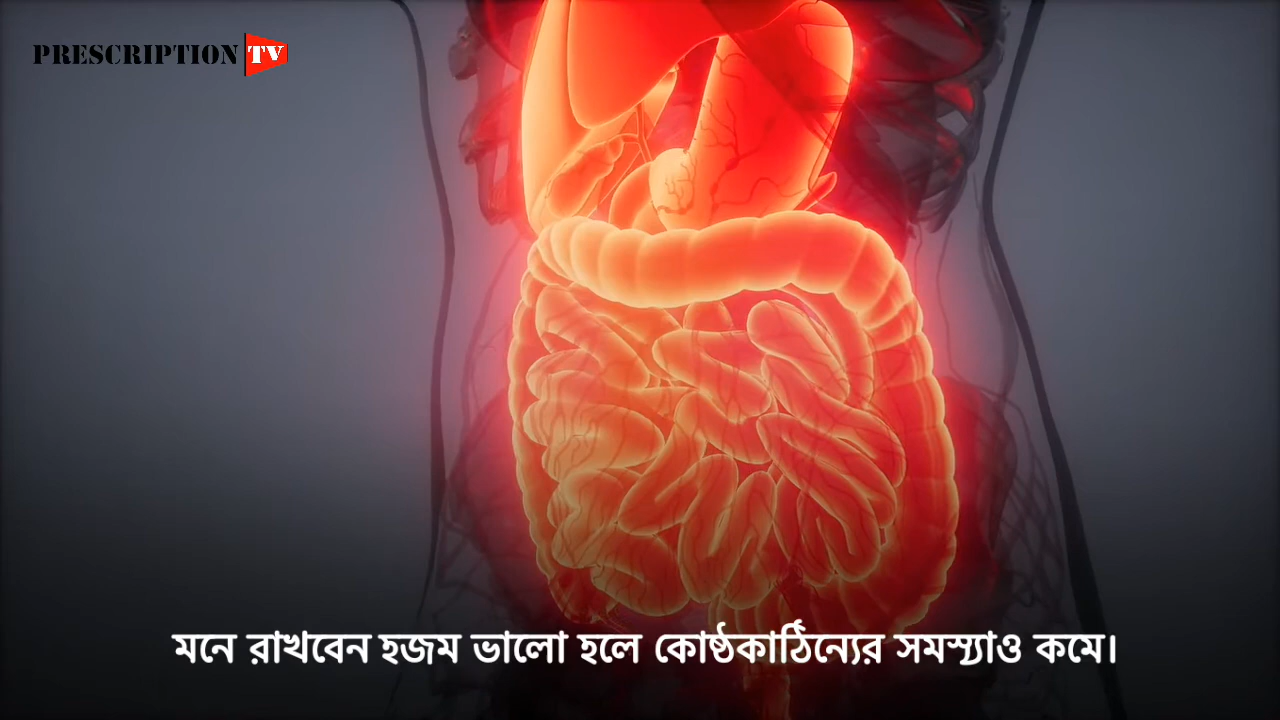 PRESCRIPTION TV
মনে রাখবেন হজম ভালো হলে কোষ্ঠকাঠিন্যের সমস্যাও কমে।